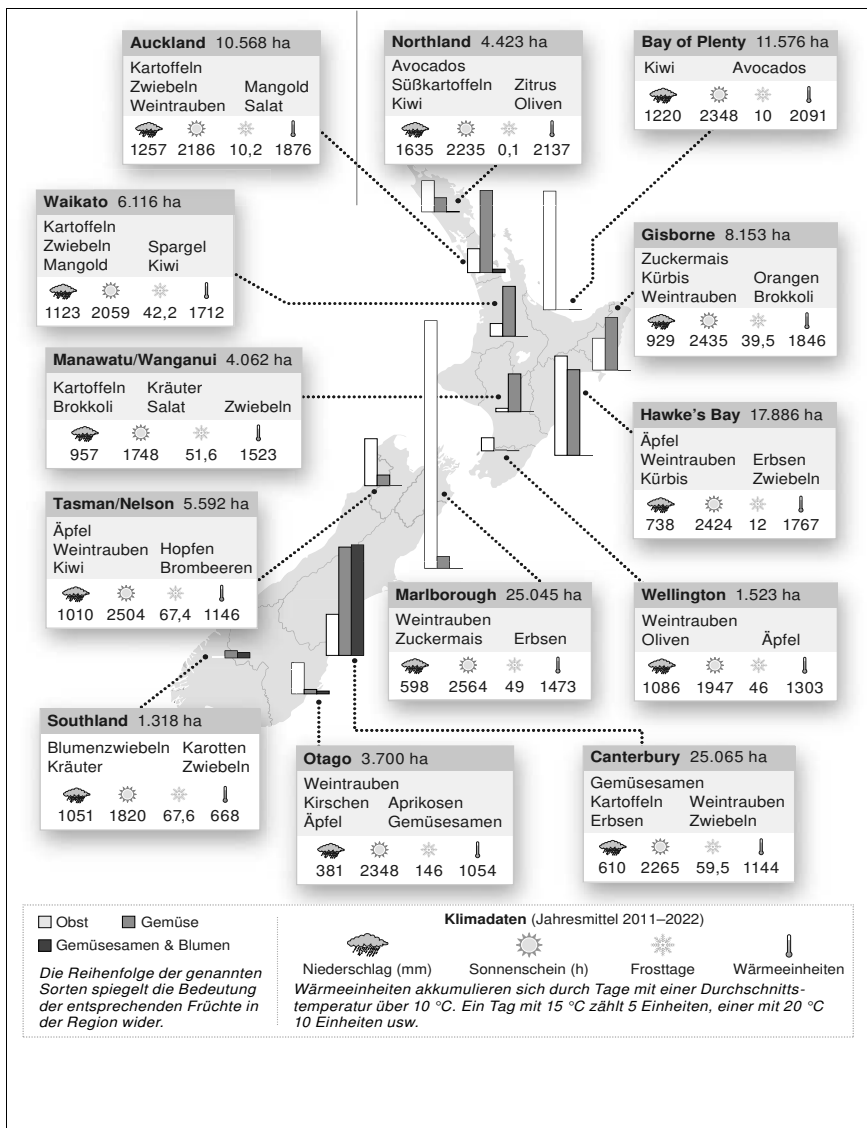 Auckland 10.568 ha
Kartoffeln
Zwiebeln Mangold
Weintrauben Salat
1257 2186 10,2 1876
Northland 4.423 ha
Avocados
Süßkartoffeln Zitrus
Kiwi Oliven
1635 2235 0,1 2137
Bay of Plenty 11.576 ha
Kiwi Avocados
1220 2348 10 2091
Waikato 6.116 ha
Kartoffeln
Zwiebeln Spargel
Mangold Kiwi
1123 2059 42,2 1712
Gisborne 8.153 ha
Zuckermais
Kürbis Orangen
Weintrauben Brokkoli
929 2435 39,5 1846
Manawatu/Wanganui 4.062 ha
Kartoffeln Kräuter
Brokkoli Salat Zwiebeln
957 1748 51,6 1523
Hawke's Bay 17.886 ha
Äpfel
Weintrauben Erbsen
Kürbis Zwiebeln
738 2424 12 1767
Tasman/Nelson 5.592 ha
Äpfel
Weintrauben Hopfen
Kiwi Brombeeren
1010 2504 67,4 1146
Marlborough 25.045 ha
Weintrauben
Zuckermais Erbsen
598 2564 49 1473
Wellington 1.523 ha
Weintrauben
Oliven Äpfel
1086 1947 46 1303
Southland 1.318 ha
Blumenzwiebeln Karotten
Kräuter Zwiebeln
1051 1820 67,6 668
Otago 3.700 ha
Weintrauben
Kirschen Aprikosen
Äpfel Gemüsesamen
381 2348 146 1054
Canterbury 25.065 ha
Gemüsesamen
Kartoffeln Weintrauben
Erbsen Zwiebeln
610 2265 59,5 1144
Obst Gemüse
Gemüsesamen & Blumen
Die Reihenfolge der genannten
Sorten spiegelt die Bedeutung
der entsprechenden Früchte in
der Region wider.
Klimadaten (Jahresmittel 2011–2022)
Niederschlag (mm) Sonnenschein (h) Frosttage Wärmeeinheiten
Wärmeeinheiten akkumulieren sich durch Tage mit einer Durchschnitts-
temperatur über 10 °C. Ein Tag mit 15 °C zählt 5 Einheiten, einer mit 20 °C
10 Einheiten usw.